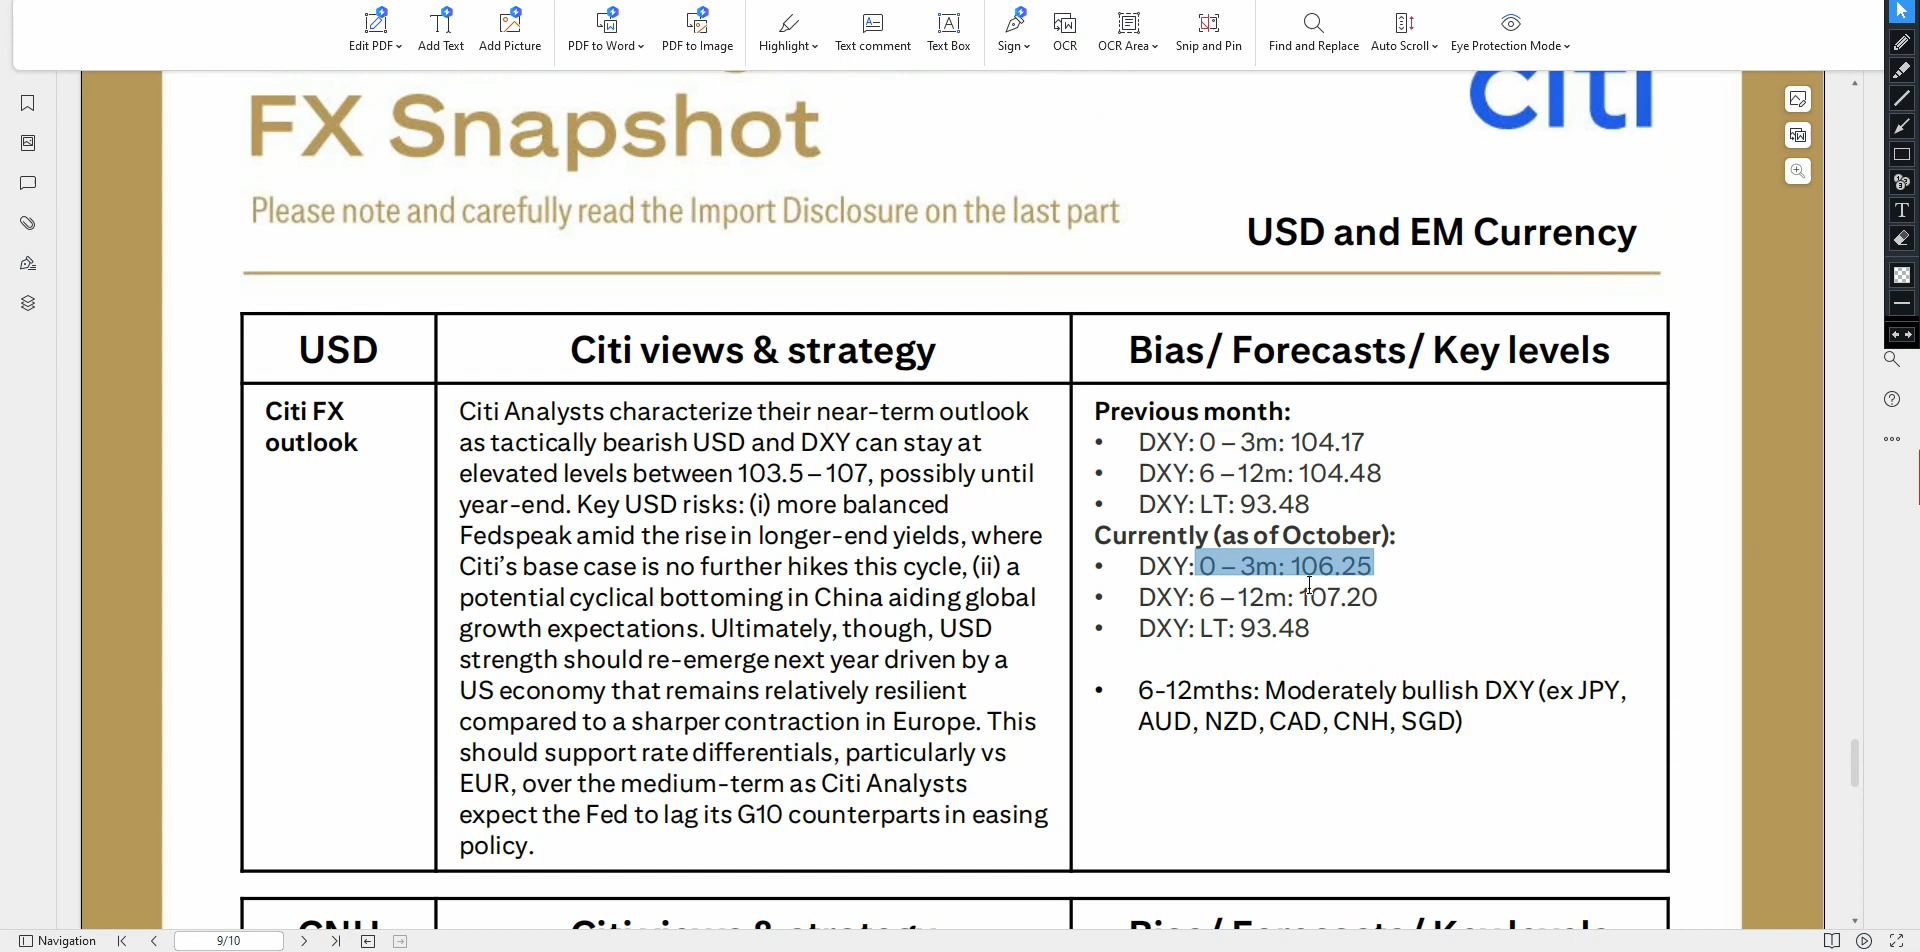 Edit PDF
Add Text
Add Picture
PDF to Word
PDF to Image
Highlight
Text comment
Text Box
Sign
OCR
OCR Area
Snip and Pin
Find and Replace
Auto Scroll
Eye Protection Mode
citi
FX Snapshot
Please note and carefully read the Import Disclosure on the last part
USD and EM Currency
USD
Citi views & strategy
Bias/ Forecasts/ Key levels
Citi FX
outlook
Citi Analysts characterize their near-term outlook
as tactically bearish USD and DXY can stay at
elevated levels between 103.5 – 107, possibly until
year-end. Key USD risks: (i) more balanced
Fedspeak amid the rise in longer-end yields, where
Citi’s base case is no further hikes this cycle, (ii) a
potential cyclical bottoming in China aiding global
growth expectations. Ultimately, though, USD
strength should re-emerge next year driven by a
US economy that remains relatively resilient
compared to a sharper contraction in Europe. This
should support rate differentials, particularly vs
EUR, over the medium-term as Citi Analysts
expect the Fed to lag its G10 counterparts in easing
policy.
Previous month:
• DXY: 0 – 3m: 104.17
• DXY: 6 – 12m: 104.48
• DXY: LT: 93.48
Currently (as of October):
• DXY: 0 – 3m: 106.25
• DXY: 6 – 12m: 107.20
• DXY: LT: 93.48
• 6-12mths: Moderately bullish DXY (ex JPY,
AUD, NZD, CAD, CNH, SGD)
CNH
Citi views & strategy
Bias/ Forecasts/ Key levels
Navigation
9/10